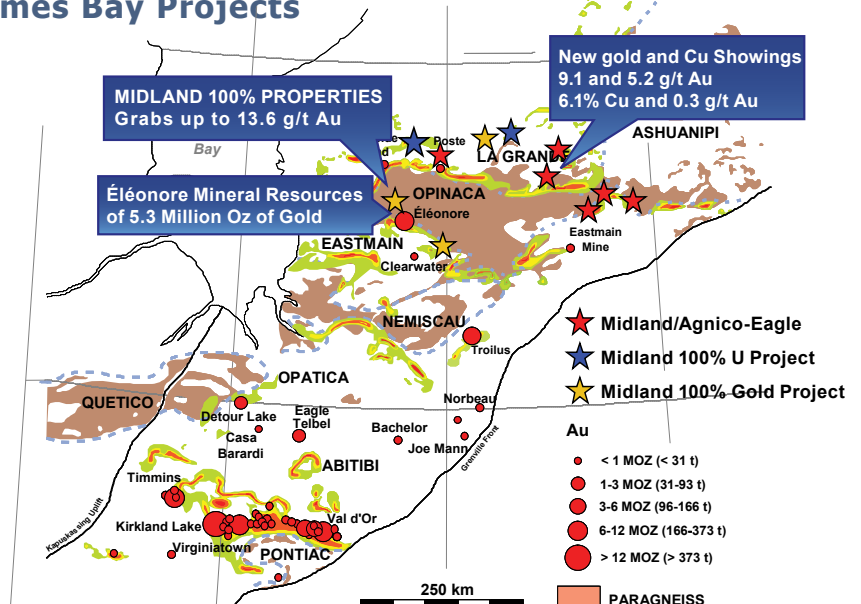 mes Bay Projects
New gold and Cu Showings
9.1 and 5.2 g/t Au
6.1% Cu and 0.3 g/t Au
MIDLAND 100% PROPERTIES
Grabs up to 13.6 g/t Au
Bay
Poste
LA GRANDE
ASHUANIPI
Éléonore Mineral Resources
of 5.3 Million Oz of Gold
OPINACA
Éléonore
EASTMAIN
Clearwater
Eastmain
Mine
NEMISCAU
Troilus
Midland/Agnico-Eagle
Midland 100% U Project
Midland 100% Gold Project
OPATICA
QUETICO
Detour Lake
Casa
Barardi
Eagle
Telbel
Norbeau
Bachelor
Joe Mann
Grenville Front
ABITIBI
Timmins
Kirkland Lake
Val d'Or
Virginiatown
PONTIAC
Kapuskasing Uplift
Au
< 1 MOZ (< 31 t)
1-3 MOZ (31-93 t)
3-6 MOZ (96-166 t)
6-12 MOZ (166-373 t)
> 12 MOZ (> 373 t)
250 km
PARAGNEISS